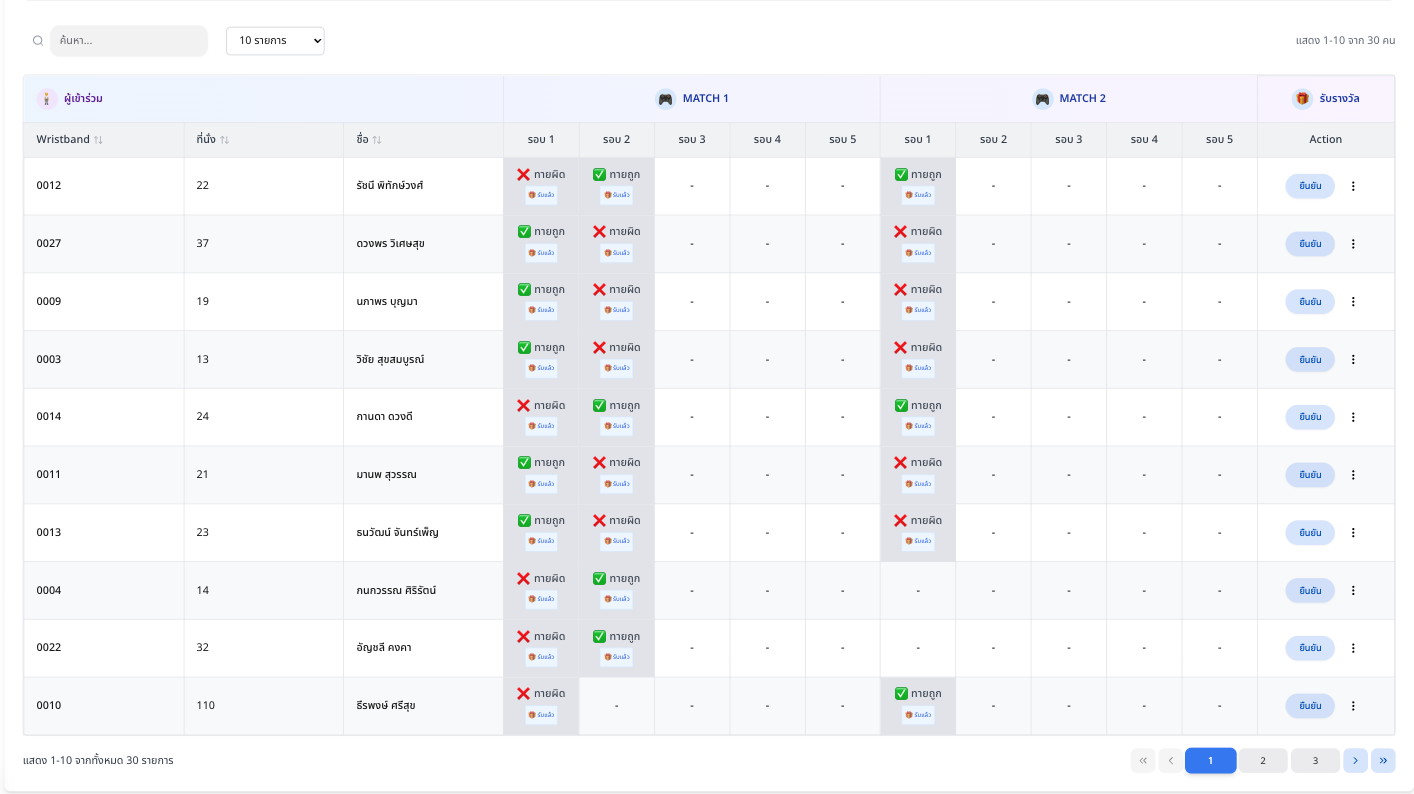 ค้นหา...
10 รายการ
แสดง 1-10 จาก 30 คน
ผู้เข้าร่วม MATCH 1 MATCH 2 รับรางวัล
Wristband ที่นั่ง ชื่อ รอบ 1 รอบ 2 รอบ 3 รอบ 4 รอบ 5 รอบ 1 รอบ 2 รอบ 3 รอบ 4 รอบ 5 Action
0012 22 รัชนี พิทักษ์วงศ์ ทายผิด รับแล้ว ทายถูก รับแล้ว - - - ทายถูก รับแล้ว - - - - ยืนยัน
0027 37 ดวงพร วิเศษสุข ทายถูก รับแล้ว ทายผิด รับแล้ว - - - ทายผิด รับแล้ว - - - - ยืนยัน
0009 19 นภาพร บุญมา ทายถูก รับแล้ว ทายผิด รับแล้ว - - - ทายผิด รับแล้ว - - - - ยืนยัน
0003 13 วิชัย สุขสมบูรณ์ ทายถูก รับแล้ว ทายผิด รับแล้ว - - - ทายผิด รับแล้ว - - - - ยืนยัน
0014 24 กานดา ดวงดี ทายผิด รับแล้ว ทายถูก รับแล้ว - - - ทายถูก รับแล้ว - - - - ยืนยัน
0011 21 มานพ สุวรรณ ทายถูก รับแล้ว ทายผิด รับแล้ว - - - ทายผิด รับแล้ว - - - - ยืนยัน
0013 23 ธนวัฒน์ จันทร์เพ็ญ ทายถูก รับแล้ว ทายผิด รับแล้ว - - - ทายผิด รับแล้ว - - - - ยืนยัน
0004 14 กนกวรรณ ศิริรัตน์ ทายผิด รับแล้ว ทายถูก รับแล้ว - - - - - - - - ยืนยัน
0022 32 อัญชลี คงคา ทายผิด รับแล้ว ทายถูก รับแล้ว - - - - - - - - ยืนยัน
0010 110 ธีรพงษ์ ศรีสุข ทายผิด รับแล้ว - - - - ทายถูก รับแล้ว - - - - ยืนยัน
แสดง 1-10 จากทั้งหมด 30 รายการ
« ‹ 1 2 3 › »